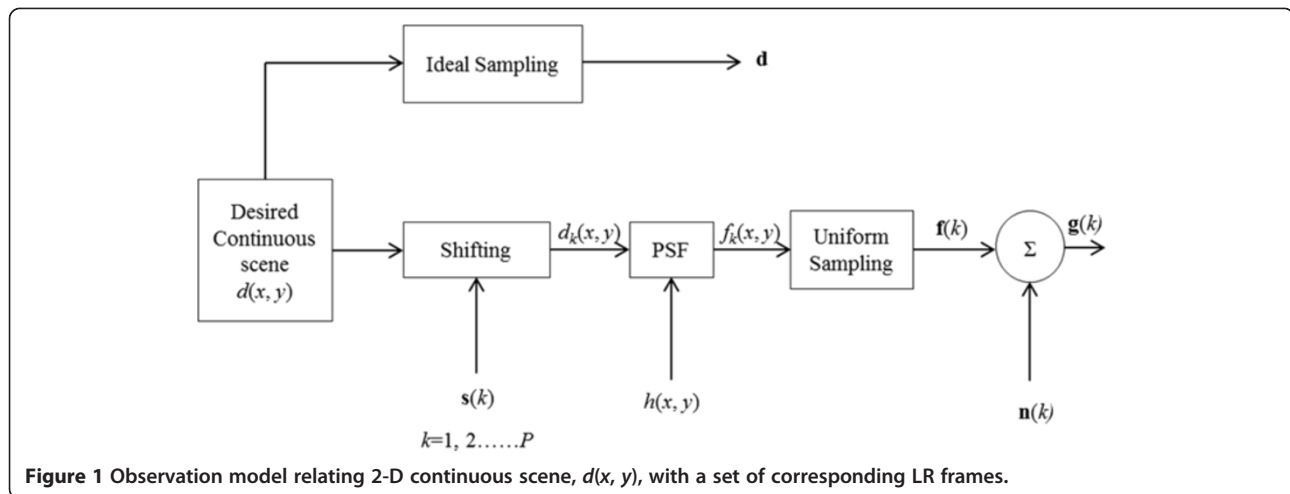 Ideal Sampling
d
Desired
Continuous
scene
d(x, y)
Shifting
d_k(x, y)
PSF
f_k(x, y)
Uniform
Sampling
f(k)
Σ
g(k)
s(k)
k=1, 2……P
h(x, y)
n(k)
Figure 1 Observation model relating 2-D continuous scene, d(x, y), with a set of corresponding LR frames.